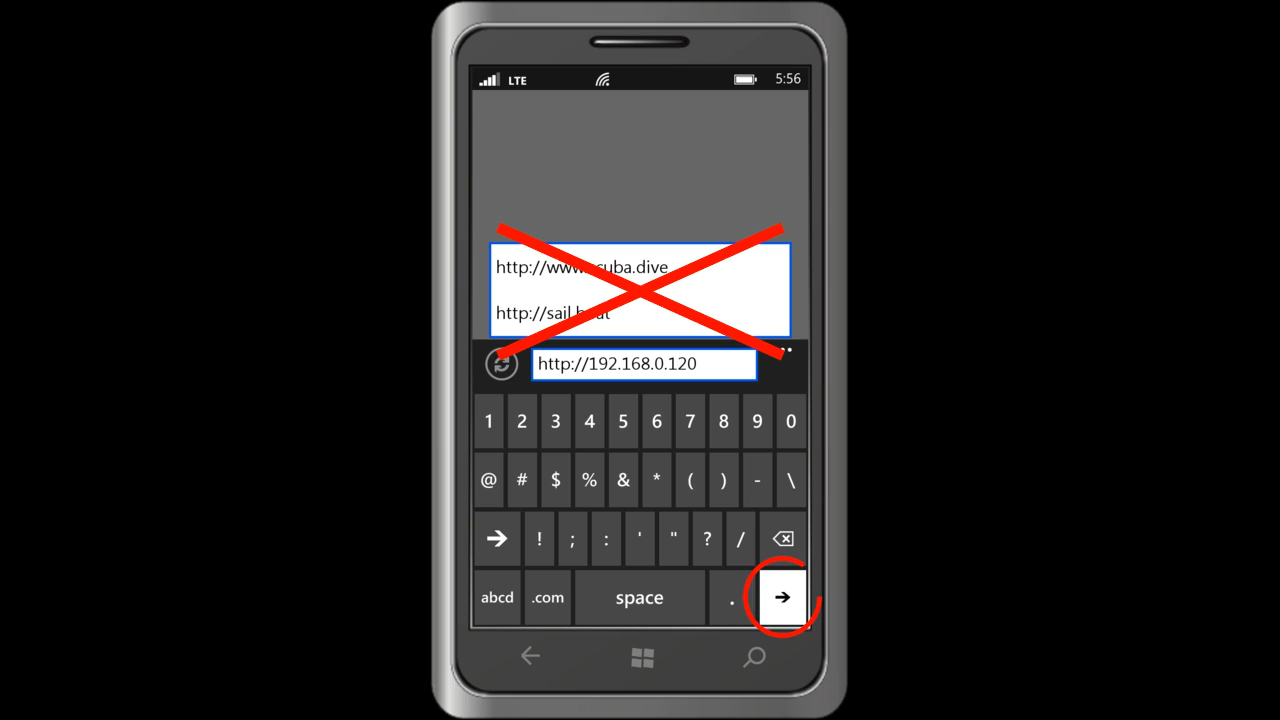 LTE 5:56
http://www.scuba.dive
http://sail.boat
http://192.168.0.120
1 2 3 4 5 6 7 8 9 0
@ # $ % & * ( ) - \
! ; : ' " ? /
abcd .com space .